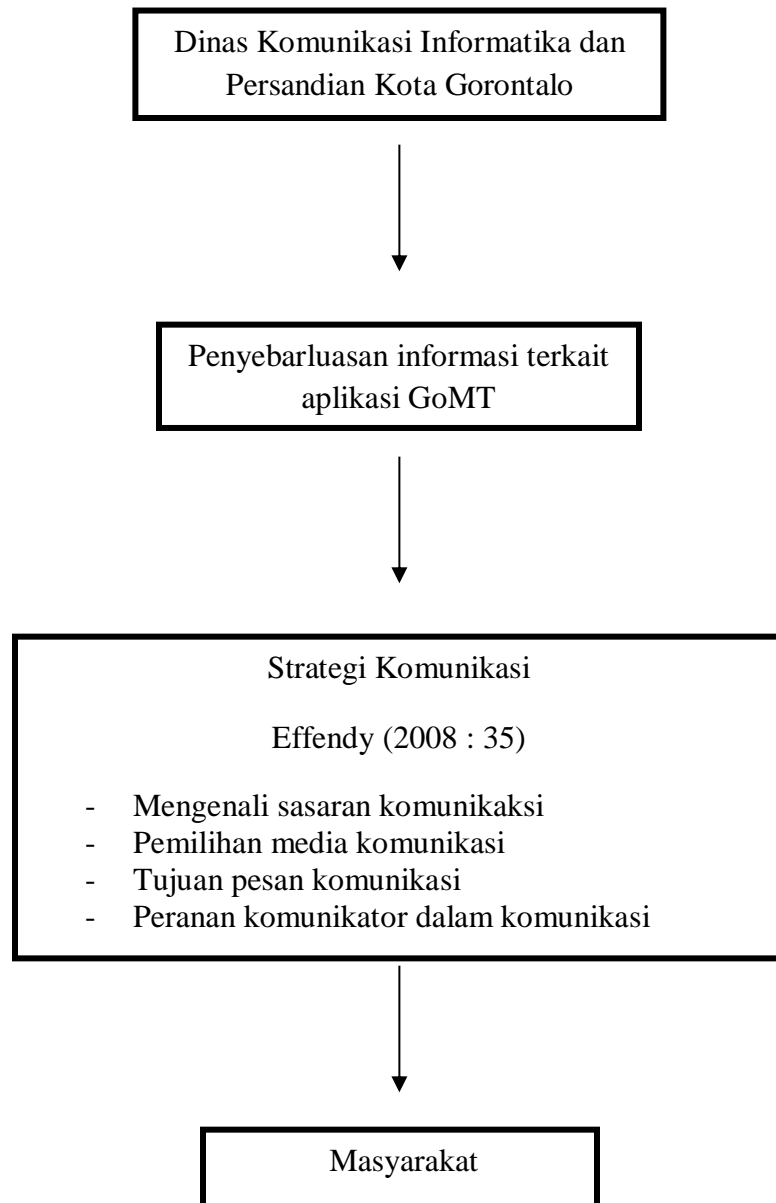 Dinas Komunikasi Informatika dan
Persandian Kota Gorontalo
Penyebarluasan informasi terkait
aplikasi GoMT
Strategi Komunikasi
Effendy (2008 : 35)
- Mengenali sasaran komunikaksi
- Pemilihan media komunikasi
- Tujuan pesan komunikasi
- Peranan komunikator dalam komunikasi
Masyarakat